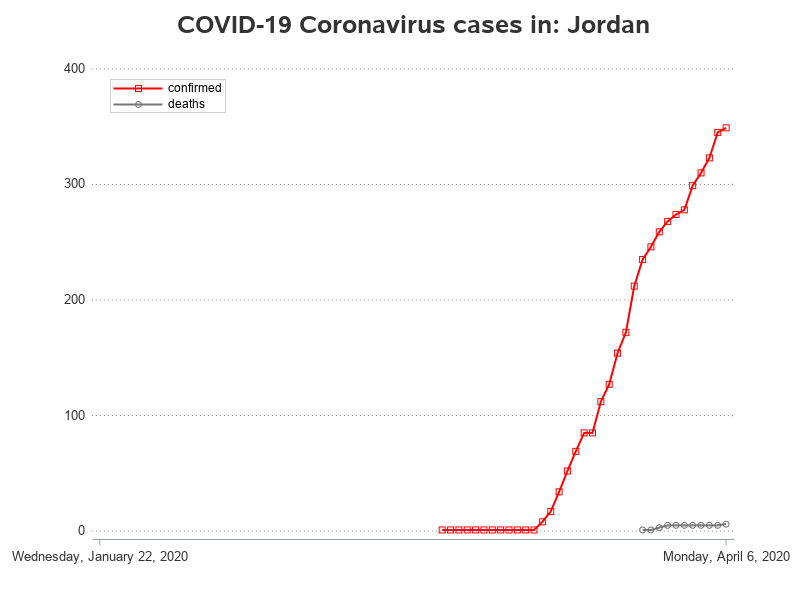 COVID-19 Coronavirus cases in: Jordan
400
confirmed
deaths
300
200
100
0
Wednesday, January 22, 2020 Monday, April 6, 2020